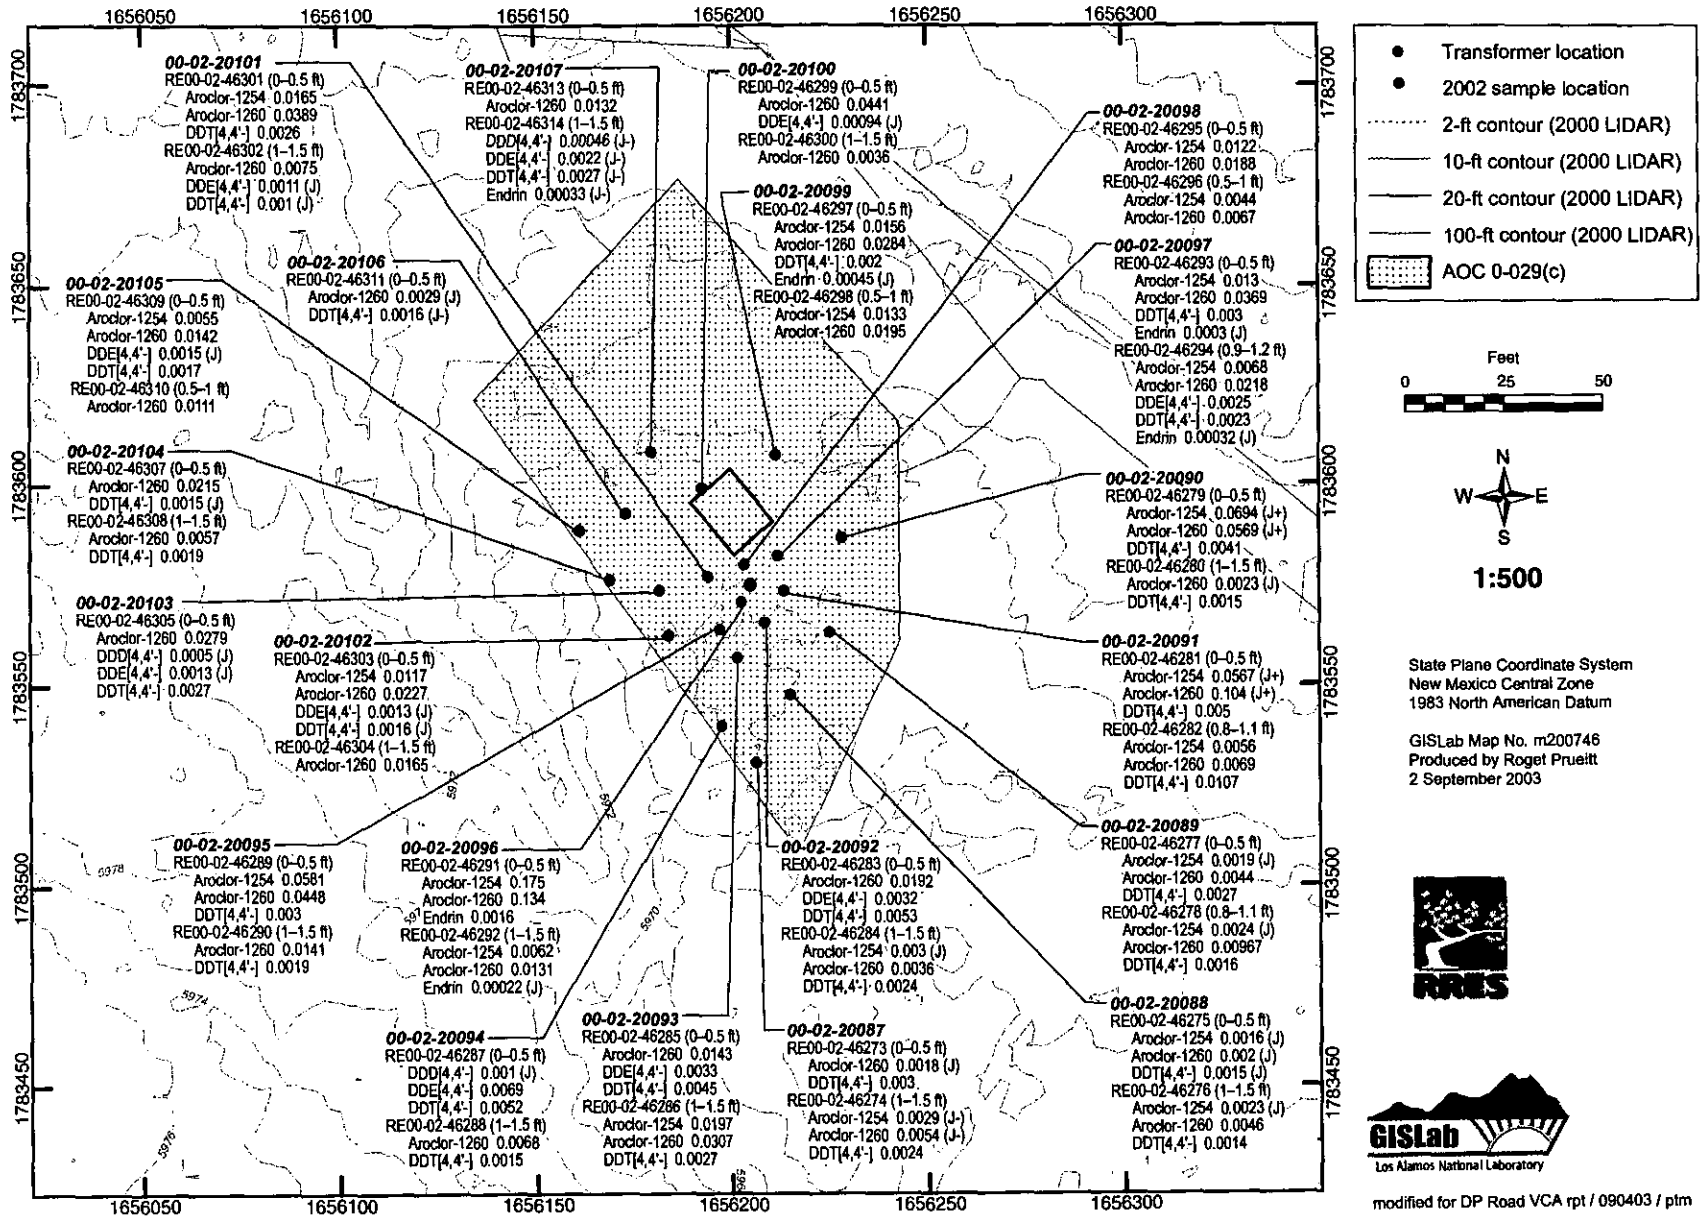 1656050 1656100 1656150 1656200 1656250 1656300
1783700
1783650
1783600
1783550
1783500
1783450
00-02-20101
RE00-02-46301 (0–0.5 ft)
Aroclor-1254 0.0165
Aroclor-1260 0.0389
DDT[4,4'-] 0.0026
RE00-02-46302 (1–1.5 ft)
Aroclor-1260 0.0075
DDE[4,4'-] 0.0011 (J)
DDT[4,4'-] 0.001 (J)
00-02-20107
RE00-02-46313 (0–0.5 ft)
Aroclor-1260 0.0132
RE00-02-46314 (1–1.5 ft)
DDD[4,4'-] 0.00046 (J-)
DDE[4,4'-] 0.0022 (J-)
DDT[4,4'-] 0.0027 (J-)
Endrin 0.00033 (J-)
00-02-20100
RE00-02-46299 (0–0.5 ft)
Aroclor-1260 0.0441
DDE[4,4'-] 0.00094 (J)
RE00-02-46300 (1–1.5 ft)
Aroclor-1260 0.0036
00-02-20099
RE00-02-46297 (0–0.5 ft)
Aroclor-1254 0.0156
Aroclor-1260 0.0284
DDT[4,4'-] 0.002
Endrin 0.00045 (J)
RE00-02-46298 (0.5–1 ft)
Aroclor-1254 0.0133
Aroclor-1260 0.0195
00-02-20098
RE00-02-46295 (0–0.5 ft)
Aroclor-1254 0.0122
Aroclor-1260 0.0188
RE00-02-46296 (0.5–1 ft)
Aroclor-1254 0.0044
Aroclor-1260 0.0067
00-02-20097
RE00-02-46293 (0–0.5 ft)
Aroclor-1254 0.013
Aroclor-1260 0.0369
DDT[4,4'-] 0.003
Endrin 0.0003 (J)
RE00-02-46294 (0.9–1.2 ft)
Aroclor-1254 0.0068
Aroclor-1260 0.0218
DDE[4,4'-] 0.0025
DDT[4,4'-] 0.0023
Endrin 0.00032 (J)
00-02-20106
RE00-02-46311 (0–0.5 ft)
Aroclor-1260 0.0029 (J)
DDT[4,4'-] 0.0016 (J-)
00-02-20105
RE00-02-46309 (0–0.5 ft)
Aroclor-1254 0.0055
Aroclor-1260 0.0142
DDE[4,4'-] 0.0015 (J)
DDT[4,4'-] 0.0017
RE00-02-46310 (0.5–1 ft)
Aroclor-1260 0.0111
00-02-20104
RE00-02-46307 (0–0.5 ft)
Aroclor-1260 0.0215
DDT[4,4'-] 0.0015 (J)
RE00-02-46308 (1–1.5 ft)
Aroclor-1260 0.0057
DDT[4,4'-] 0.0019
00-02-20103
RE00-02-46305 (0–0.5 ft)
Aroclor-1260 0.0279
DDD[4,4'-] 0.0005 (J)
DDE[4,4'-] 0.0013 (J)
DDT[4,4'-] 0.0027
00-02-20102
RE00-02-46303 (0–0.5 ft)
Aroclor-1254 0.0117
Aroclor-1260 0.0227
DDE[4,4'-] 0.0013 (J)
DDT[4,4'-] 0.0016 (J)
RE00-02-46304 (1–1.5 ft)
Aroclor-1260 0.0165
00-02-20090
RE00-02-46279 (0–0.5 ft)
Aroclor-1254 0.0694 (J+)
Aroclor-1260 0.0569 (J+)
DDT[4,4'-] 0.0041
RE00-02-46280 (1–1.5 ft)
Aroclor-1260 0.0023 (J)
DDT[4,4'-] 0.0015
00-02-20091
RE00-02-46281 (0–0.5 ft)
Aroclor-1254 0.0567 (J+)
Aroclor-1260 0.104 (J+)
DDT[4,4'-] 0.005
RE00-02-46282 (0.8–1.1 ft)
Aroclor-1254 0.0056
Aroclor-1260 0.0069
DDT[4,4'-] 0.0107
00-02-20089
RE00-02-46277 (0–0.5 ft)
Aroclor-1254 0.0019 (J)
Aroclor-1260 0.0044
DDT[4,4'-] 0.0027
RE00-02-46278 (0.8–1.1 ft)
Aroclor-1254 0.0024 (J)
Aroclor-1260 0.00967
DDT[4,4'-] 0.0016
00-02-20095
RE00-02-46289 (0–0.5 ft)
Aroclor-1254 0.0581
Aroclor-1260 0.0448
DDT[4,4'-] 0.003
RE00-02-46290 (1–1.5 ft)
Aroclor-1260 0.0141
DDT[4,4'-] 0.0019
00-02-20096
RE00-02-46291 (0–0.5 ft)
Aroclor-1254 0.175
Aroclor-1260 0.134
Endrin 0.0016
RE00-02-46292 (1–1.5 ft)
Aroclor-1254 0.0062
Aroclor-1260 0.0131
Endrin 0.00022 (J)
00-02-20092
RE00-02-46283 (0–0.5 ft)
Aroclor-1260 0.0192
DDE[4,4'-] 0.0032
DDT[4,4'-] 0.0053
RE00-02-46284 (1–1.5 ft)
Aroclor-1254 0.003 (J)
Aroclor-1260 0.0036
DDT[4,4'-] 0.0024
00-02-20088
RE00-02-46275 (0–0.5 ft)
Aroclor-1254 0.0016 (J)
Aroclor-1260 0.002 (J)
DDT[4,4'-] 0.0015 (J)
RE00-02-46276 (1–1.5 ft)
Aroclor-1254 0.0023 (J)
Aroclor-1260 0.0046
DDT[4,4'-] 0.0014
00-02-20094
RE00-02-46287 (0–0.5 ft)
DDD[4,4'-] 0.001 (J)
DDE[4,4'-] 0.0069
DDT[4,4'-] 0.0052
RE00-02-46288 (1–1.5 ft)
Aroclor-1260 0.0068
DDT[4,4'-] 0.0015
00-02-20093
RE00-02-46285 (0–0.5 ft)
Aroclor-1260 0.0143
DDE[4,4'-] 0.0033
DDT[4,4'-] 0.0045
RE00-02-46286 (1–1.5 ft)
Aroclor-1254 0.0197
Aroclor-1260 0.0307
DDT[4,4'-] 0.0027
00-02-20087
RE00-02-46273 (0–0.5 ft)
Aroclor-1260 0.0018 (J)
DDT[4,4'-] 0.003
RE00-02-46274 (1–1.5 ft)
Aroclor-1254 0.0029 (J-)
Aroclor-1260 0.0054 (J-)
DDT[4,4'-] 0.0024
5972
5978
5970
5974
5976
1783700
1783650
1783600
1783550
1783500
1783450
1656050 1656100 1656150 1656200 1656250 1656300
Transformer location
2002 sample location
2-ft contour (2000 LIDAR)
10-ft contour (2000 LIDAR)
20-ft contour (2000 LIDAR)
100-ft contour (2000 LIDAR)
AOC 0-029(c)
Feet
0 25 50
N
W E
S
1:500
State Plane Coordinate System
New Mexico Central Zone
1983 North American Datum
GISLab Map No. m200746
Produced by Roget Prueitt
2 September 2003
RRES
GISLab
Los Alamos National Laboratory
modified for DP Road VCA rpt / 090403 / ptm